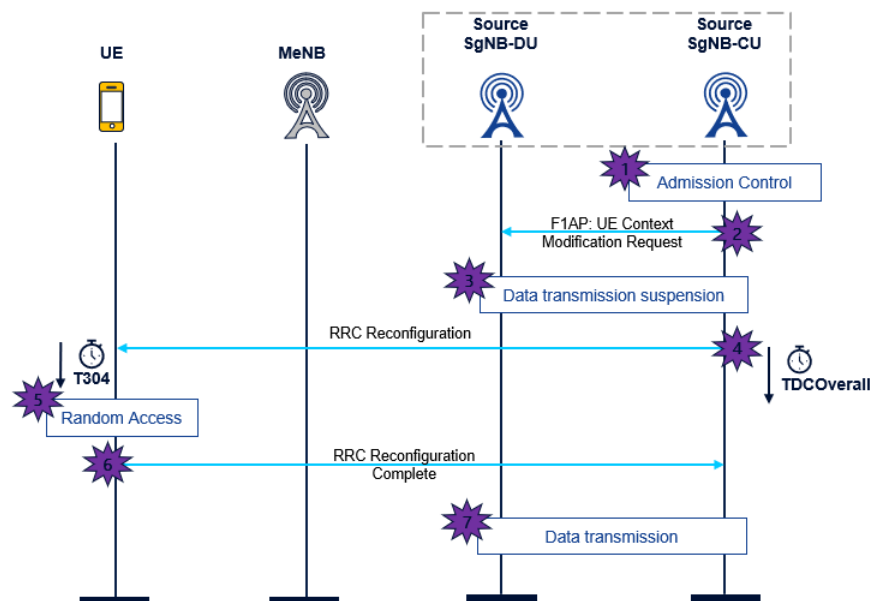 Source
SgNB-DU
Source
SgNB-CU
UE
MeNB
1
Admission Control
F1AP: UE Context
Modification Request
2
3
Data transmission suspension
RRC Reconfiguration
4
T304
TDCOverall
5
Random Access
6
RRC Reconfiguration
Complete
7
Data transmission